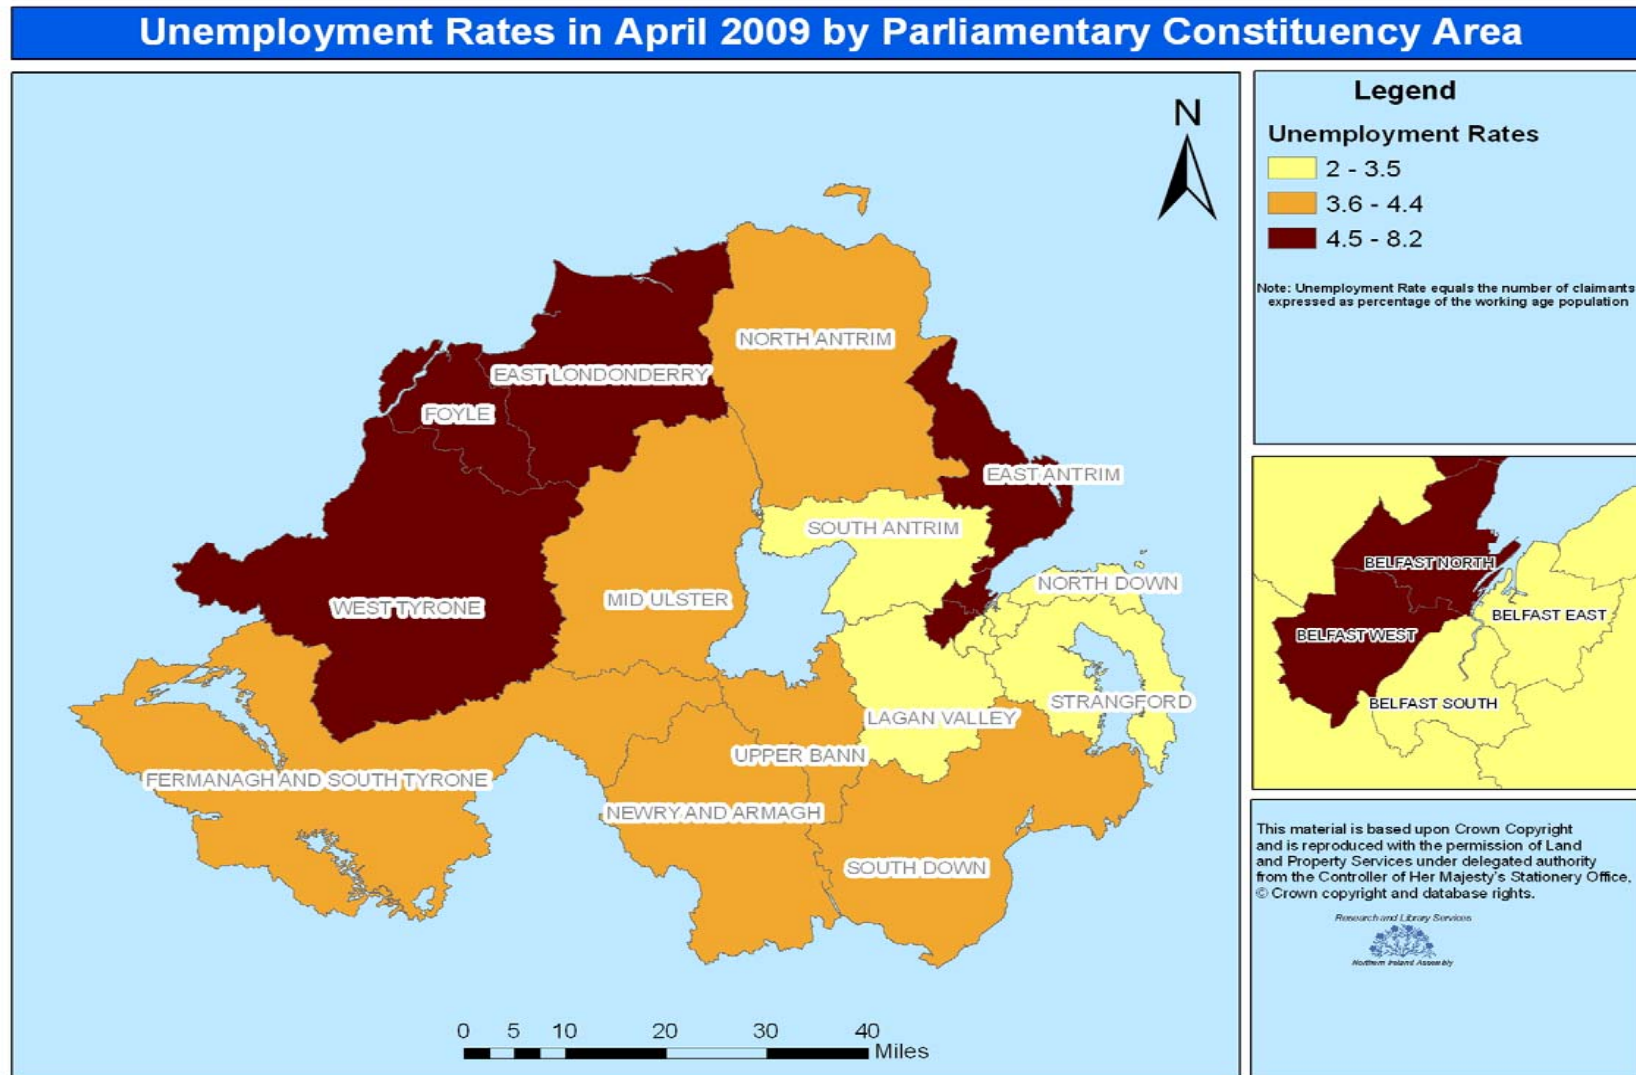 Unemployment Rates in April 2009 by Parliamentary Constituency Area
N
NORTH ANTRIM
EAST LONDONDERRY
FOYLE
EAST ANTRIM
SOUTH ANTRIM
NORTH DOWN
WEST TYRONE
MID ULSTER
STRANGFORD
LAGAN VALLEY
UPPER BANN
FERMANAGH AND SOUTH TYRONE
NEWRY AND ARMAGH
SOUTH DOWN
0 5 10 20 30 40
Miles
Legend
Unemployment Rates
2 - 3.5
3.6 - 4.4
4.5 - 8.2
Note: Unemployment Rate equals the number of claimants
expressed as percentage of the working age population
BELFAST NORTH
BELFAST EAST
BELFAST WEST
BELFAST SOUTH
This material is based upon Crown Copyright
and is reproduced with the permission of Land
and Property Services under delegated authority
from the Controller of Her Majesty's Stationery Office,
© Crown copyright and database rights.
Research and Library Services
Northern Ireland Assembly